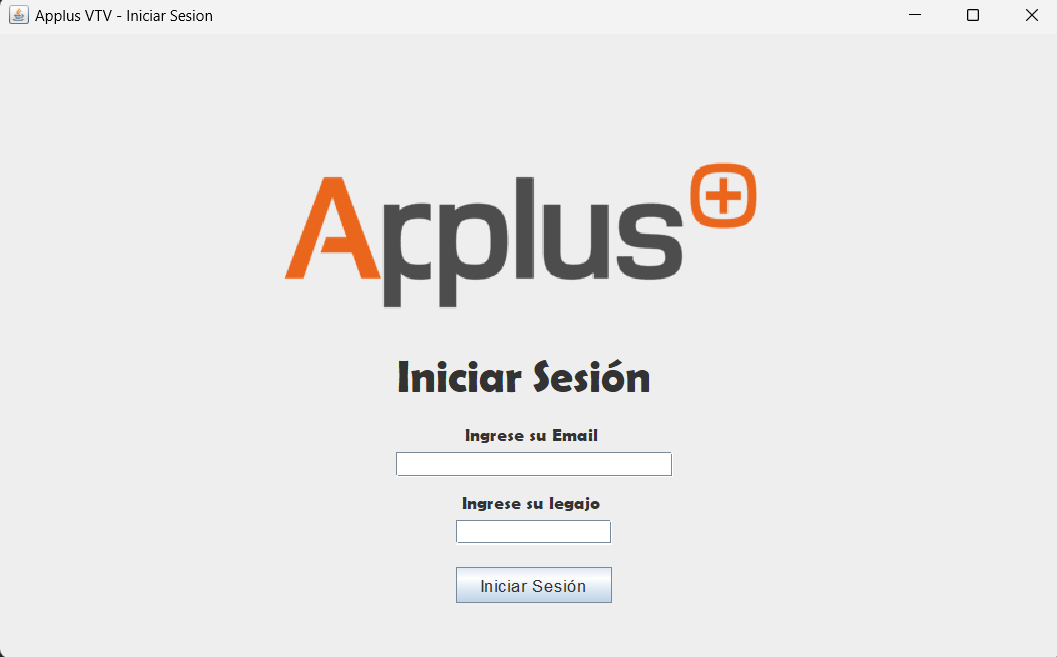 Applus VTV - Iniciar Sesion
Applus+
Iniciar Sesión
Ingrese su Email
Ingrese su legajo
Iniciar Sesión